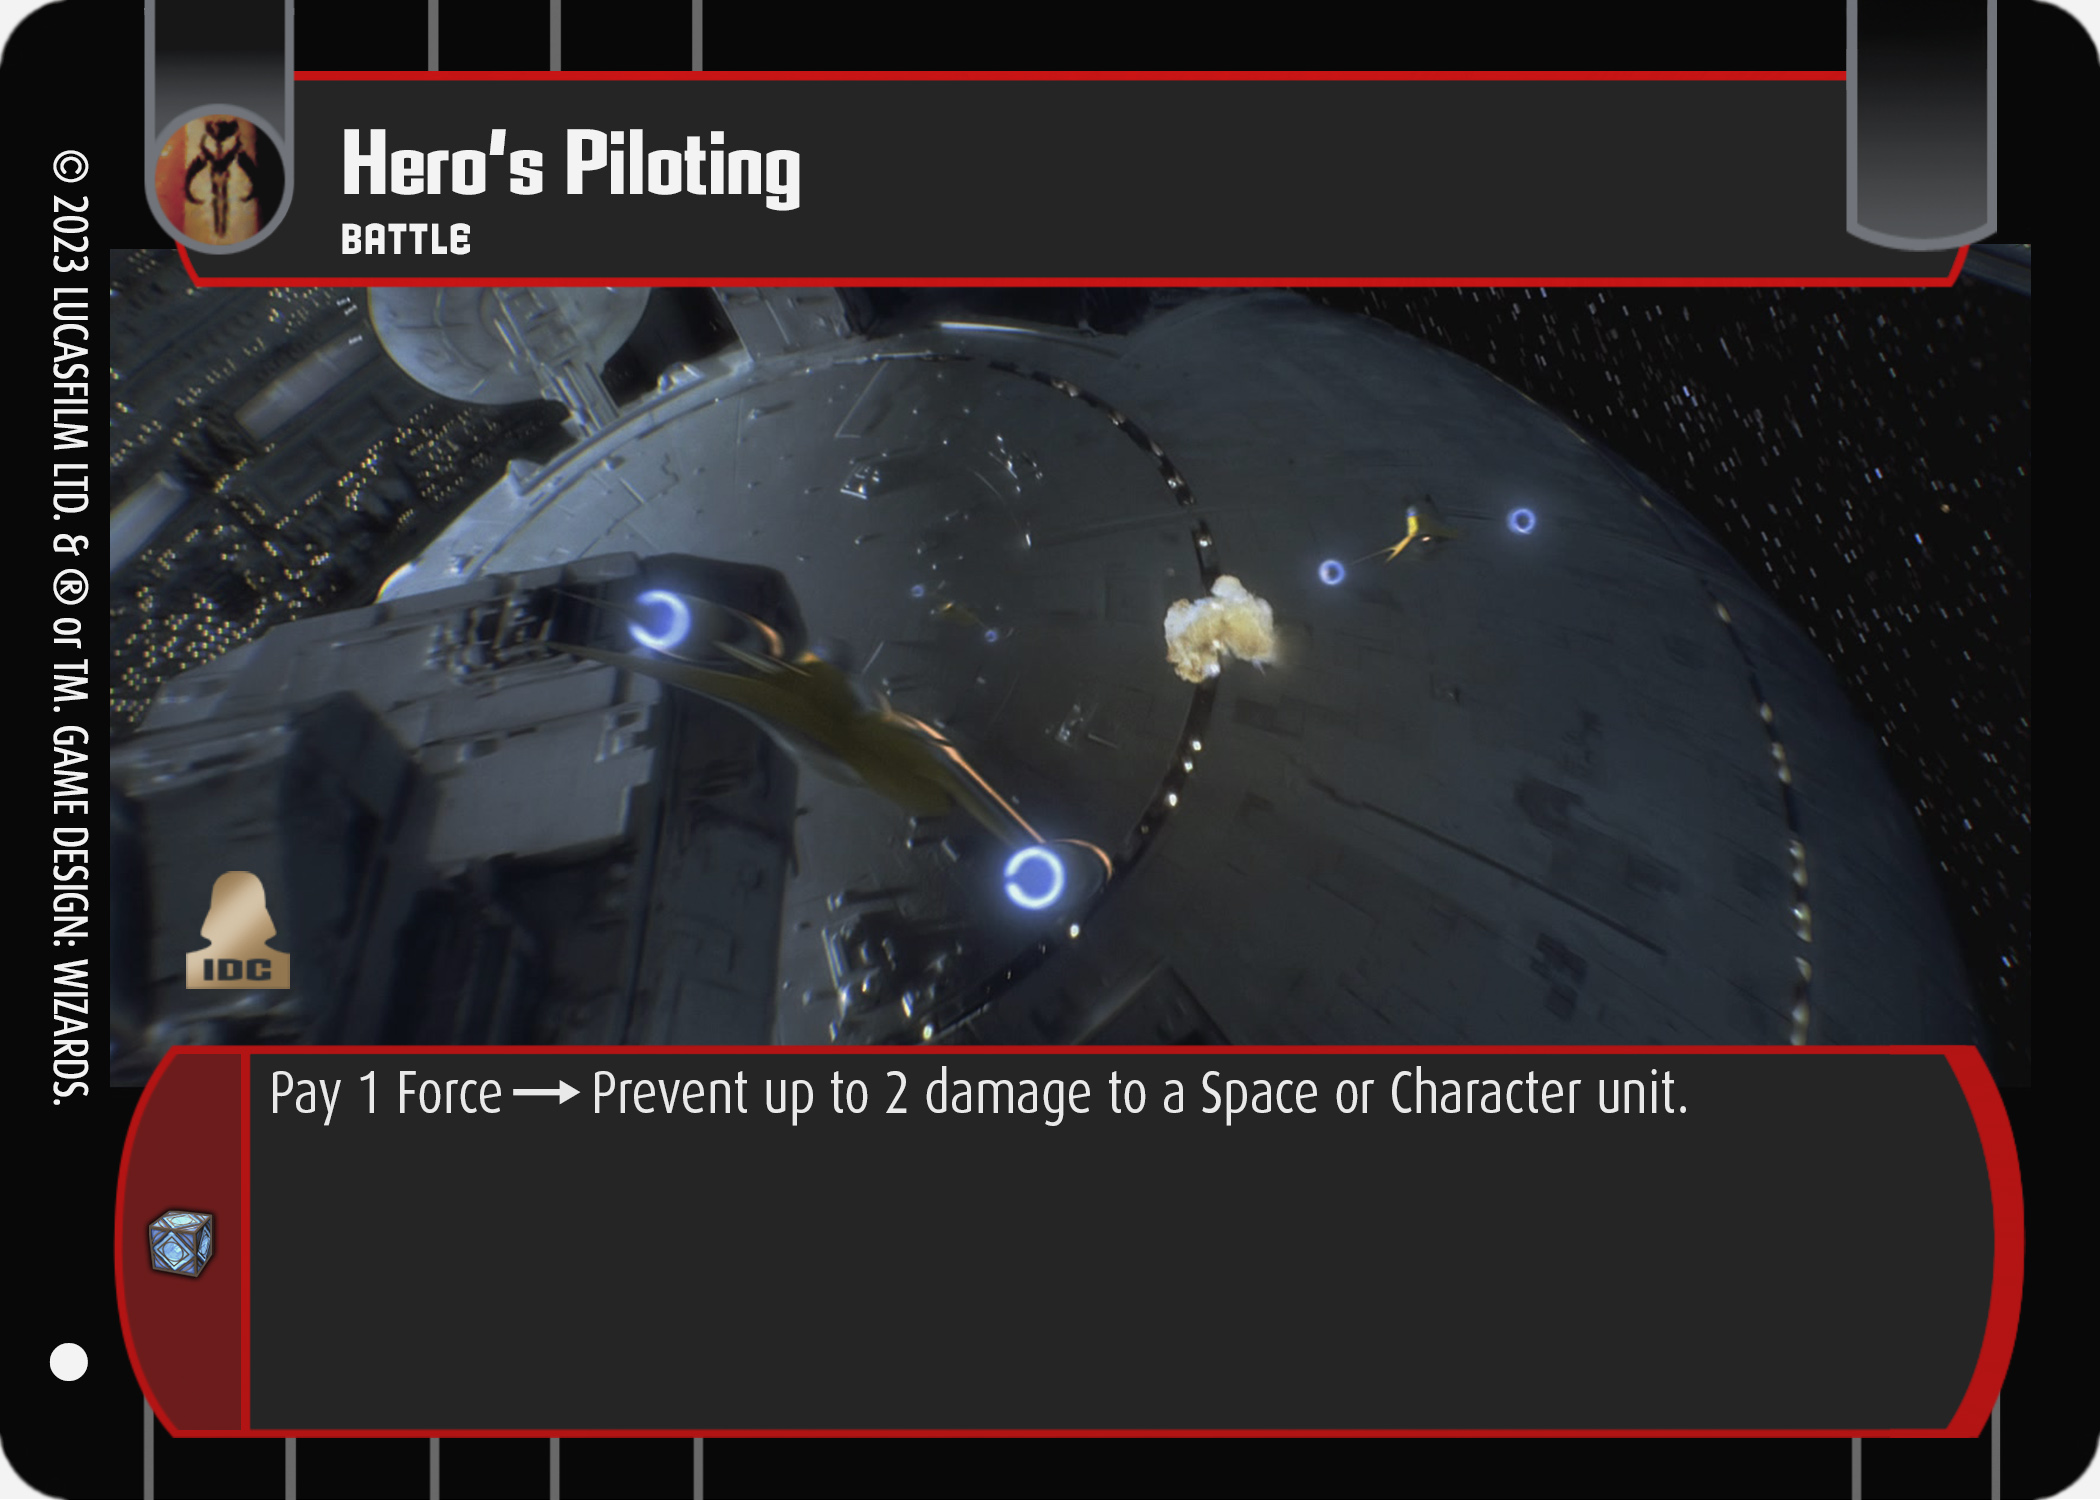 Hero's Piloting
BATTLE
IDC
Pay 1 Force → Prevent up to 2 damage to a Space or Character unit.
© 2023 LUCASFILM LTD. & ® or TM. GAME DESIGN: WIZARDS.